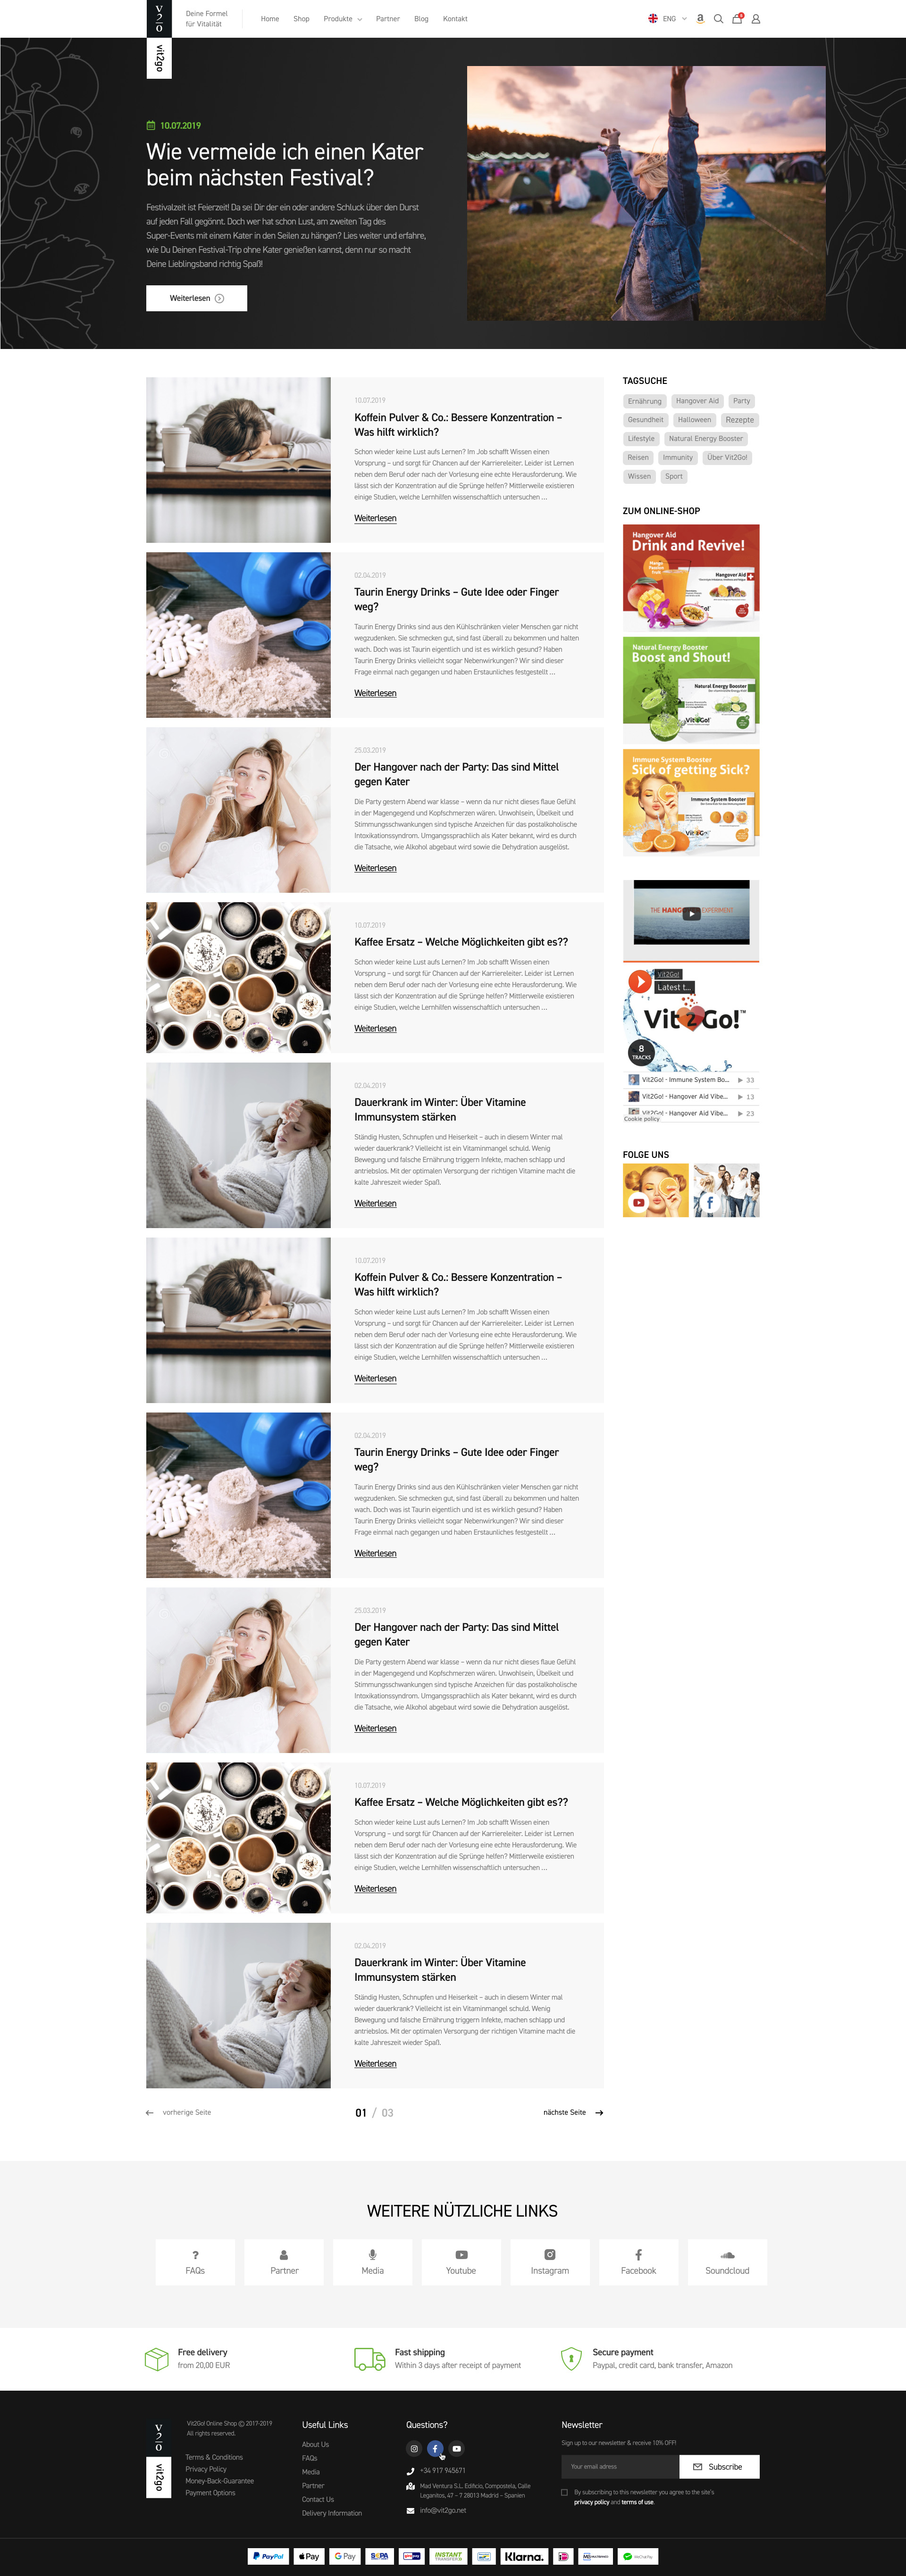 V2o
vit2go
Deine Formel
für Vitalität
Home
Shop
Produkte
Partner
Blog
Kontakt
ENG
10.07.2019
Wie vermeide ich einen Kater
beim nächsten Festival?
Festivalzeit ist Feierzeit! Da sei Dir der ein oder andere Schluck über den Durst
auf jeden Fall gegönnt. Doch wer hat schon Lust, am zweiten Tag des
Super-Events mit einem Kater in den Seilen zu hängen? Lies weiter und erfahre,
wie Du Deinen Festival-Trip ohne Kater genießen kannst, denn nur so macht
Deine Lieblingsband richtig Spaß!
Weiterlesen
10.07.2019
Koffein Pulver & Co.: Bessere Konzentration –
Was hilft wirklich?
Schon wieder keine Lust aufs Lernen? Im Job schafft Wissen einen
Vorsprung – und sorgt für Chancen auf der Karriereleiter. Leider ist Lernen
neben dem Beruf oder nach der Vorlesung eine echte Herausforderung. Wie
lässt sich der Konzentration auf die Sprünge helfen? Mittlerweile existieren
einige Studien, welche Lernhilfen wissenschaftlich untersuchen …
Weiterlesen
02.04.2019
Taurin Energy Drinks – Gute Idee oder Finger
weg?
Taurin Energy Drinks sind aus den Kühlschränken vieler Menschen gar nicht
wegzudenken. Sie schmecken gut, sind fast überall zu bekommen und halten
wach. Doch was ist Taurin eigentlich und ist es wirklich gesund? Haben
Taurin Energy Drinks vielleicht sogar Nebenwirkungen? Wir sind dieser
Frage einmal nach gegangen und haben Erstaunliches festgestellt …
Weiterlesen
25.03.2019
Der Hangover nach der Party: Das sind Mittel
gegen Kater
Die Party gestern Abend war klasse – wenn da nur nicht dieses flaue Gefühl
in der Magengegend und Kopfschmerzen wären. Unwohlsein, Übelkeit und
Stimmungsschwankungen sind typische Anzeichen für das postalkoholische
Intoxikationssyndrom. Umgangssprachlich als Kater bekannt, wird es durch
die Tatsache, wie Alkohol abgebaut wird sowie die Dehydration ausgelöst.
Weiterlesen
10.07.2019
Kaffee Ersatz – Welche Möglichkeiten gibt es??
Schon wieder keine Lust aufs Lernen? Im Job schafft Wissen einen
Vorsprung – und sorgt für Chancen auf der Karriereleiter. Leider ist Lernen
neben dem Beruf oder nach der Vorlesung eine echte Herausforderung. Wie
lässt sich der Konzentration auf die Sprünge helfen? Mittlerweile existieren
einige Studien, welche Lernhilfen wissenschaftlich untersuchen …
Weiterlesen
02.04.2019
Dauerkrank im Winter: Über Vitamine
Immunsystem stärken
Ständig Husten, Schnupfen und Heiserkeit – auch in diesem Winter mal
wieder dauerkrank? Vielleicht ist ein Vitaminmangel schuld. Wenig
Bewegung und falsche Ernährung triggern Infekte, machen schlapp und
antriebslos. Mit der optimalen Versorgung der richtigen Vitamine macht die
kalte Jahreszeit wieder Spaß.
Weiterlesen
10.07.2019
Koffein Pulver & Co.: Bessere Konzentration –
Was hilft wirklich?
Schon wieder keine Lust aufs Lernen? Im Job schafft Wissen einen
Vorsprung – und sorgt für Chancen auf der Karriereleiter. Leider ist Lernen
neben dem Beruf oder nach der Vorlesung eine echte Herausforderung. Wie
lässt sich der Konzentration auf die Sprünge helfen? Mittlerweile existieren
einige Studien, welche Lernhilfen wissenschaftlich untersuchen …
Weiterlesen
02.04.2019
Taurin Energy Drinks – Gute Idee oder Finger
weg?
Taurin Energy Drinks sind aus den Kühlschränken vieler Menschen gar nicht
wegzudenken. Sie schmecken gut, sind fast überall zu bekommen und halten
wach. Doch was ist Taurin eigentlich und ist es wirklich gesund? Haben
Taurin Energy Drinks vielleicht sogar Nebenwirkungen? Wir sind dieser
Frage einmal nach gegangen und haben Erstaunliches festgestellt …
Weiterlesen
25.03.2019
Der Hangover nach der Party: Das sind Mittel
gegen Kater
Die Party gestern Abend war klasse – wenn da nur nicht dieses flaue Gefühl
in der Magengegend und Kopfschmerzen wären. Unwohlsein, Übelkeit und
Stimmungsschwankungen sind typische Anzeichen für das postalkoholische
Intoxikationssyndrom. Umgangssprachlich als Kater bekannt, wird es durch
die Tatsache, wie Alkohol abgebaut wird sowie die Dehydration ausgelöst.
Weiterlesen
10.07.2019
Kaffee Ersatz – Welche Möglichkeiten gibt es??
Schon wieder keine Lust aufs Lernen? Im Job schafft Wissen einen
Vorsprung – und sorgt für Chancen auf der Karriereleiter. Leider ist Lernen
neben dem Beruf oder nach der Vorlesung eine echte Herausforderung. Wie
lässt sich der Konzentration auf die Sprünge helfen? Mittlerweile existieren
einige Studien, welche Lernhilfen wissenschaftlich untersuchen …
Weiterlesen
02.04.2019
Dauerkrank im Winter: Über Vitamine
Immunsystem stärken
Ständig Husten, Schnupfen und Heiserkeit – auch in diesem Winter mal
wieder dauerkrank? Vielleicht ist ein Vitaminmangel schuld. Wenig
Bewegung und falsche Ernährung triggern Infekte, machen schlapp und
antriebslos. Mit der optimalen Versorgung der richtigen Vitamine macht die
kalte Jahreszeit wieder Spaß.
Weiterlesen
vorherige Seite
01 / 03
nächste Seite
TAGSUCHE
Ernährung
Hangover Aid
Party
Gesundheit
Halloween
Rezepte
Lifestyle
Natural Energy Booster
Reisen
Immunity
Über Vit2Go!
Wissen
Sport
ZUM ONLINE-SHOP
Hangover Aid
Drink and Revive!
Mango Passion Fruit
Hangover Aid
Natural Energy Booster
Boost and Shout!
Natural Energy Booster
Vit2Go!
Immune System Booster
Sick of getting Sick?
Immune System Booster
Vit2Go!
THE HANGOVER EXPERIMENT
Vit2Go!
Latest t...
Vit2Go!™
8
TRACKS
Vit2Go! - Immune System Bo... 33
Vit2Go! - Hangover Aid Vibe... 13
Vit2Go! - Hangover Aid Vibe... 23
Cookie policy
FOLGE UNS
WEITERE NÜTZLICHE LINKS
FAQs
Partner
Media
Youtube
Instagram
Facebook
Soundcloud
Free delivery
from 20,00 EUR
Fast shipping
Within 3 days after receipt of payment
Secure payment
Paypal, credit card, bank transfer, Amazon
V2o
vit2go
Vit2Go! Online Shop © 2017-2019
All rights reserved.
Terms & Conditions
Privacy Policy
Money-Back-Guarantee
Payment Options
Useful Links
About Us
FAQs
Media
Partner
Contact Us
Delivery Information
Questions?
+34 917 945671
Mad Ventura S.L. Edificio, Compostela, Calle
Leganitos, 47 – 7 28013 Madrid – Spanien
info@vit2go.net
Newsletter
Sign up to our newsletter & receive 10% OFF!
Your email adress
Subscribe
By subscribing to this newsletter you agree to the site's
privacy policy and terms of use.
PayPal
Pay
G Pay
SEPA
INSTANT
TRANSFER
Klarna.
WeChat Pay